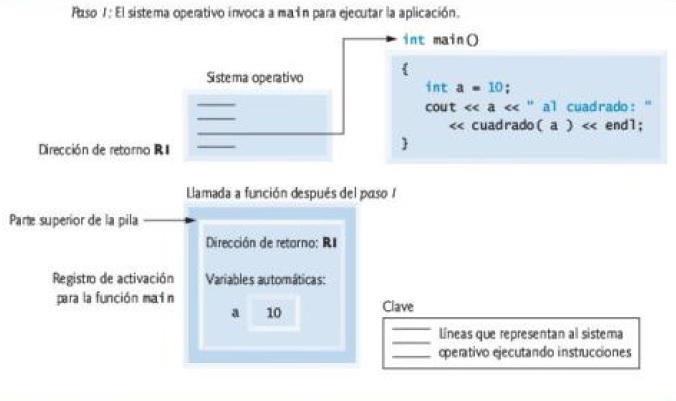 Paso 1: El sistema operativo invoca a main para ejecutar la aplicación.
int main()
{
int a = 10;
cout << a << " al cuadrado: "
<< cuadrado( a ) << endl;
}
Sistema operativo
Dirección de retorno R1
Llamada a función después del paso 1
Parte superior de la pila
Dirección de retorno: R1
Registro de activación
para la función main
Variables automáticas:
a 10
Clave
Líneas que representan al sistema
operativo ejecutando instrucciones